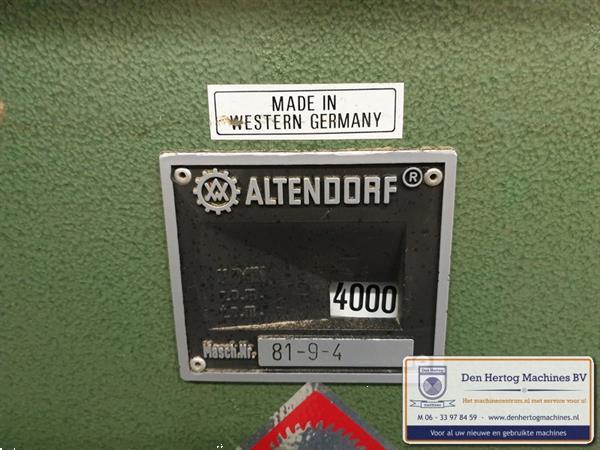 MADE IN
WESTERN GERMANY
ALTENDORF®
4000
Masch.Nr. 81-9-4
Den Hertog Machines BV
Het machinecentrum.nl met service voor u!
M 06 - 33 97 84 59 - www.denhertogmachines.nl
Voor al uw nieuwe en gebruikte machines